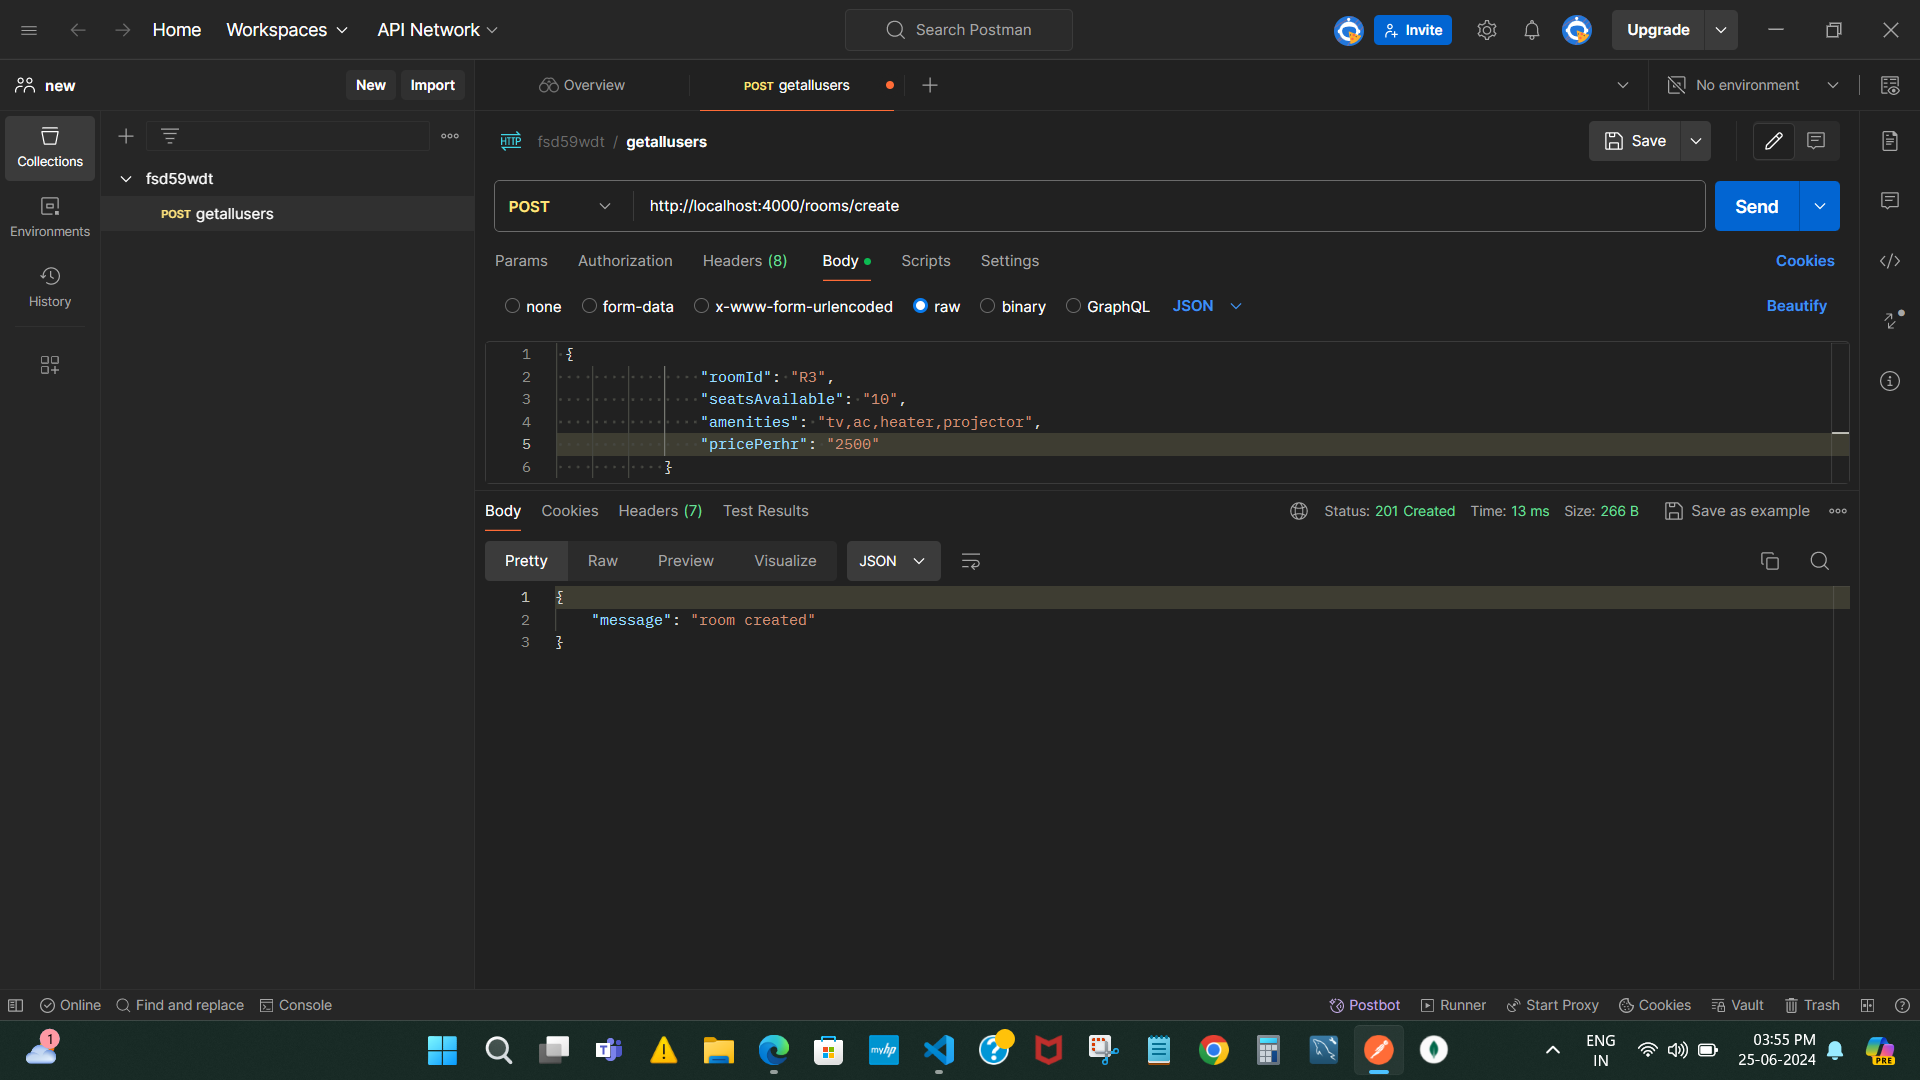 Home
Workspaces
API Network
Search Postman
Invite
Upgrade
new
New
Import
Overview
POST getallusers
No environment
Collections
Environments
History
fsd59wdt
POST getallusers
HTTP fsd59wdt / getallusers
Save
POST
http://localhost:4000/rooms/create
Send
Params
Authorization
Headers (8)
Body
Scripts
Settings
Cookies
none
form-data
x-www-form-urlencoded
raw
binary
GraphQL
JSON
Beautify
1 {
2 "roomId": "R3",
3 "seatsAvailable": "10",
4 "amenities": "tv,ac,heater,projector",
5 "pricePerhr": "2500"
6 }
Body
Cookies
Headers (7)
Test Results
Status: 201 Created
Time: 13 ms
Size: 266 B
Save as example
Pretty
Raw
Preview
Visualize
JSON
1 {
2 "message": "room created"
3 }
Online
Find and replace
Console
Postbot
Runner
Start Proxy
Cookies
Vault
Trash
1
myhp
ENG
IN
03:55 PM
25-06-2024
PRE